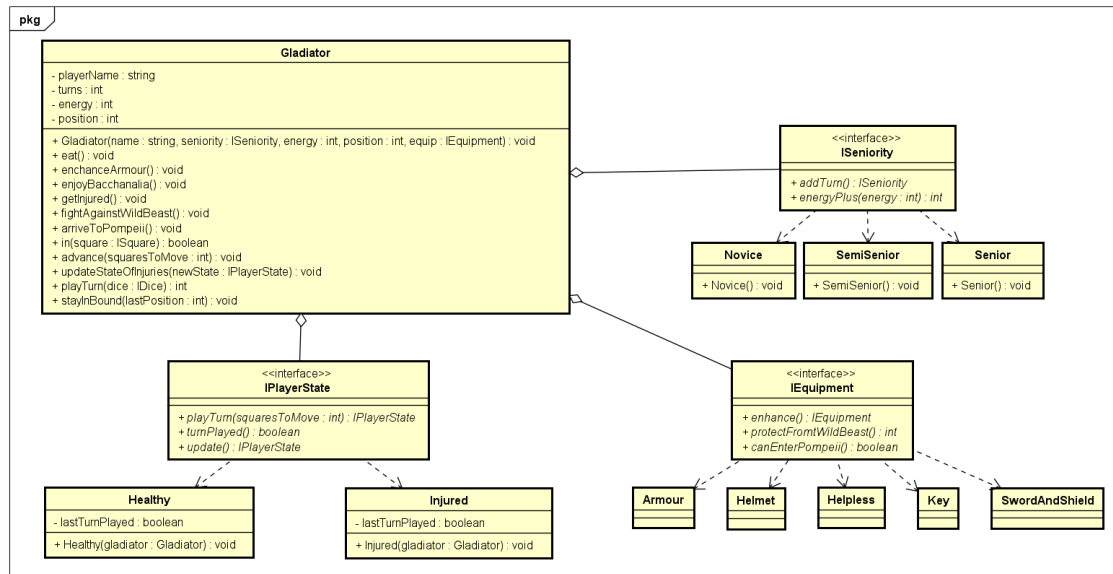 pkg
Gladiator
- playerName : string
- turns : int
- energy : int
- position : int
+ Gladiator(name : string, seniority : ISeniority, energy : int, position : int, equip : IEquipment) : void
+ eat() : void
+ enchanceArmour() : void
+ enjoyBacchanalia() : void
+ getInjured() : void
+ fightAgainstWildBeast() : void
+ arriveToPompeii() : void
+ in(square : ISquare) : boolean
+ advance(squaresToMove : int) : void
+ updateStateOfInjuries(newState : IPlayerState) : void
+ playTurn(dice : IDice) : int
+ stayInBound(lastPosition : int) : void
<<interface>>
ISeniority
+ addTurn() : ISeniority
+ energyPlus(energy : int) : int
Novice
+ Novice() : void
SemiSenior
+ SemiSenior() : void
Senior
+ Senior() : void
<<interface>>
IPlayerState
+ playTurn(squaresToMove : int) : IPlayerState
+ turnPlayed() : boolean
+ update() : IPlayerState
<<interface>>
IEquipment
+ enhance() : IEquipment
+ protectFromtWildBeast() : int
+ canEnterPompeii() : boolean
Healthy
- lastTurnPlayed : boolean
+ Healthy(gladiator : Gladiator) : void
Injured
- lastTurnPlayed : boolean
+ Injured(gladiator : Gladiator) : void
Armour
Helmet
Helpless
Key
SwordAndShield